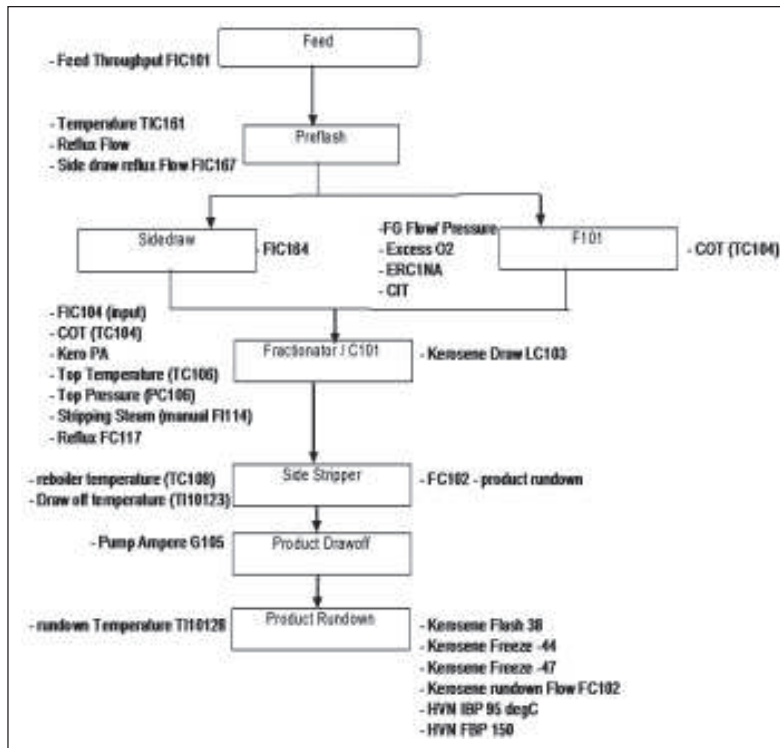 Feed
- Feed Throughput FIC101
- Temperature TIC161
- Reflux Flow
- Side draw reflux Flow FIC167
Preflash
Sidedraw
- FIC164
-FG Flow/ Pressure
- Excess O2
- ERC1NA
- CIT
F101
- COT (TC104)
- FIC104 (input)
- COT (TC104)
- Kero PA
- Top Temperature (TC106)
- Top Pressure (PC106)
- Stripping Steam (manual FI114)
- Reflux FC117
Fractionator / C101
- Kerosene Draw LC103
- reboiler temperature (TC108)
- Draw off temperature (TI10123)
Side Stripper
- FC102 - product rundown
- Pump Ampere G105
Product Drawoff
- rundown Temperature TI10128
Product Rundown
- Kerosene Flash 38
- Kerosene Freeze -44
- Kerosene Freeze -47
- Kerosene rundown Flow FC102
- HVN IBP 95 degC
- HVN FBP 150